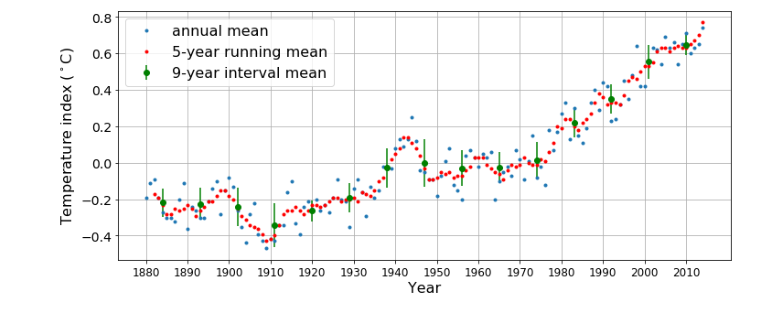 annual mean
5-year running mean
9-year interval mean
Temperature index (°C)
0.8
0.6
0.4
0.2
0.0
−0.2
−0.4
1880 1890 1900 1910 1920 1930 1940 1950 1960 1970 1980 1990 2000 2010
Year